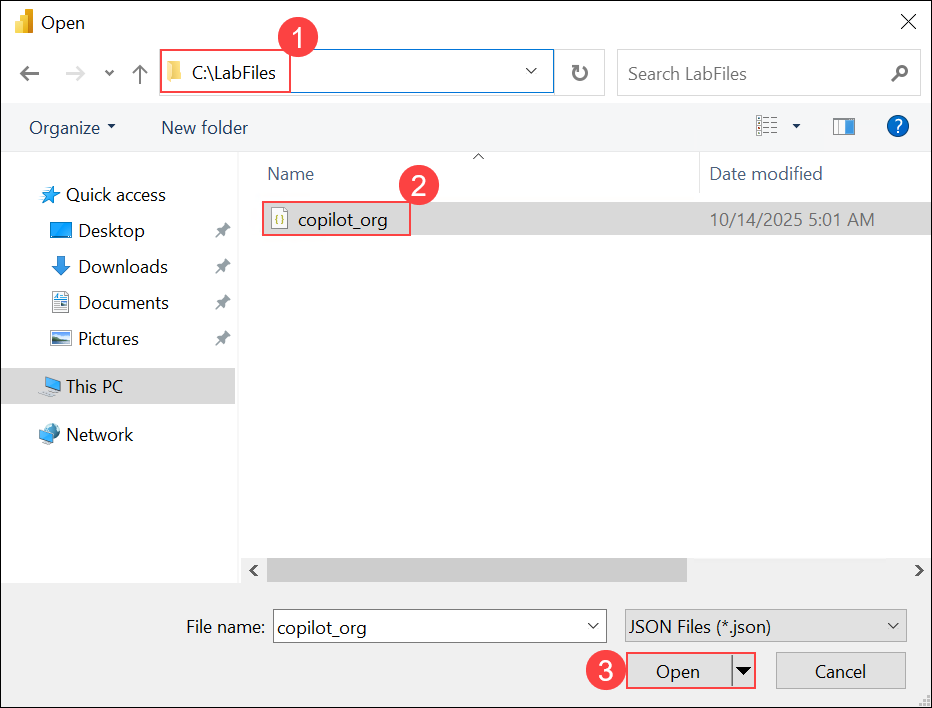 Open
1
C:\LabFiles
Search LabFiles
Organize
New folder
?
Name
Date modified
2
copilot_org
10/14/2025 5:01 AM
Quick access
Desktop
Downloads
Documents
Pictures
This PC
Network
File name:
copilot_org
JSON Files (*.json)
3
Open
Cancel